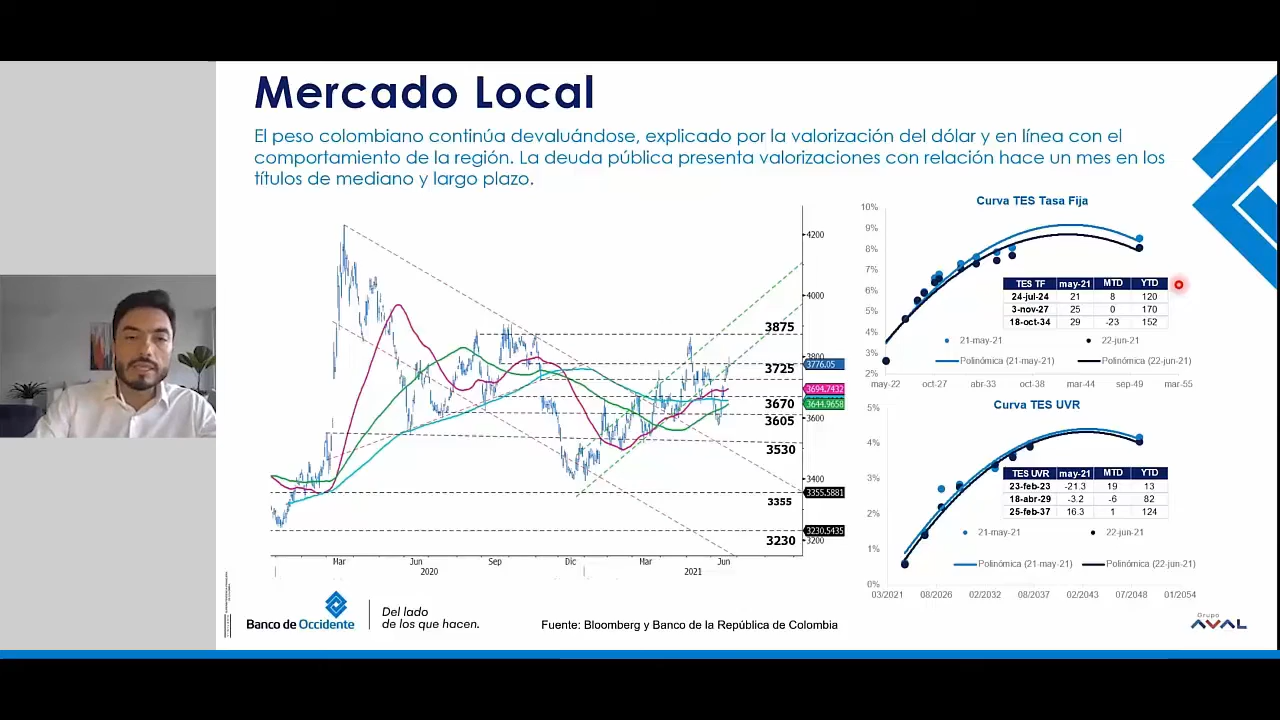 Mercado Local
El peso colombiano continúa devaluándose, explicado por la valorización del dólar y en línea con el
comportamiento de la región. La deuda pública presenta valorizaciones con relación hace un mes en los
títulos de mediano y largo plazo.
4200
4000
3875
3800
3776.05
3725
3694.7432
3670
3644.9658
3605
3600
3530
3400
3355.5881
3355
3230.5435
3230
3200
Mar Jun Sep Dic Mar Jun
2020 2021
Curva TES Tasa Fija
10%
9%
8%
7%
6%
5%
4%
3%
2%
TES TF may-21 MTD YTD
24-jul-24 21 8 120
3-nov-27 25 0 170
18-oct-34 29 -23 152
21-may-21 22-jun-21
Polinómica (21-may-21) Polinómica (22-jun-21)
may-22 oct-27 abr-33 oct-38 mar-44 sep-49 mar-55
Curva TES UVR
5%
4%
3%
2%
1%
0%
TES UVR may-21 MTD YTD
23-feb-23 -21.3 19 13
18-abr-29 -3.2 -6 82
25-feb-37 16.3 1 124
21-may-21 22-jun-21
Polinómica (21-may-21) Polinómica (22-jun-21)
03/2021 08/2026 02/2032 08/2037 02/2043 07/2048 01/2054
Banco de Occidente
Del lado
de los que hacen.
Fuente: Bloomberg y Banco de la República de Colombia
Grupo
AVAL